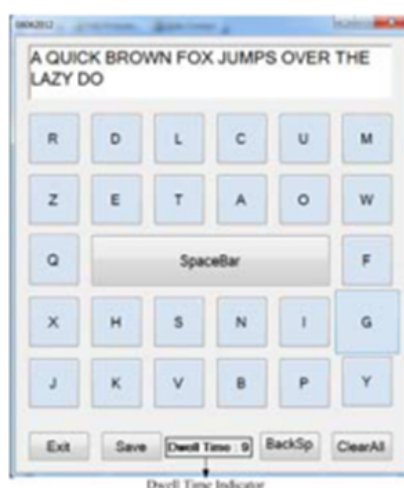 A QUICK BROWN FOX JUMPS OVER THE
LAZY DO
R D L C U M
Z E T A O W
Q SpaceBar F
X H S N I G
J K V B P Y
Exit Save Dwell Time : 9 BackSp ClearAll
Dwell Time Indicator